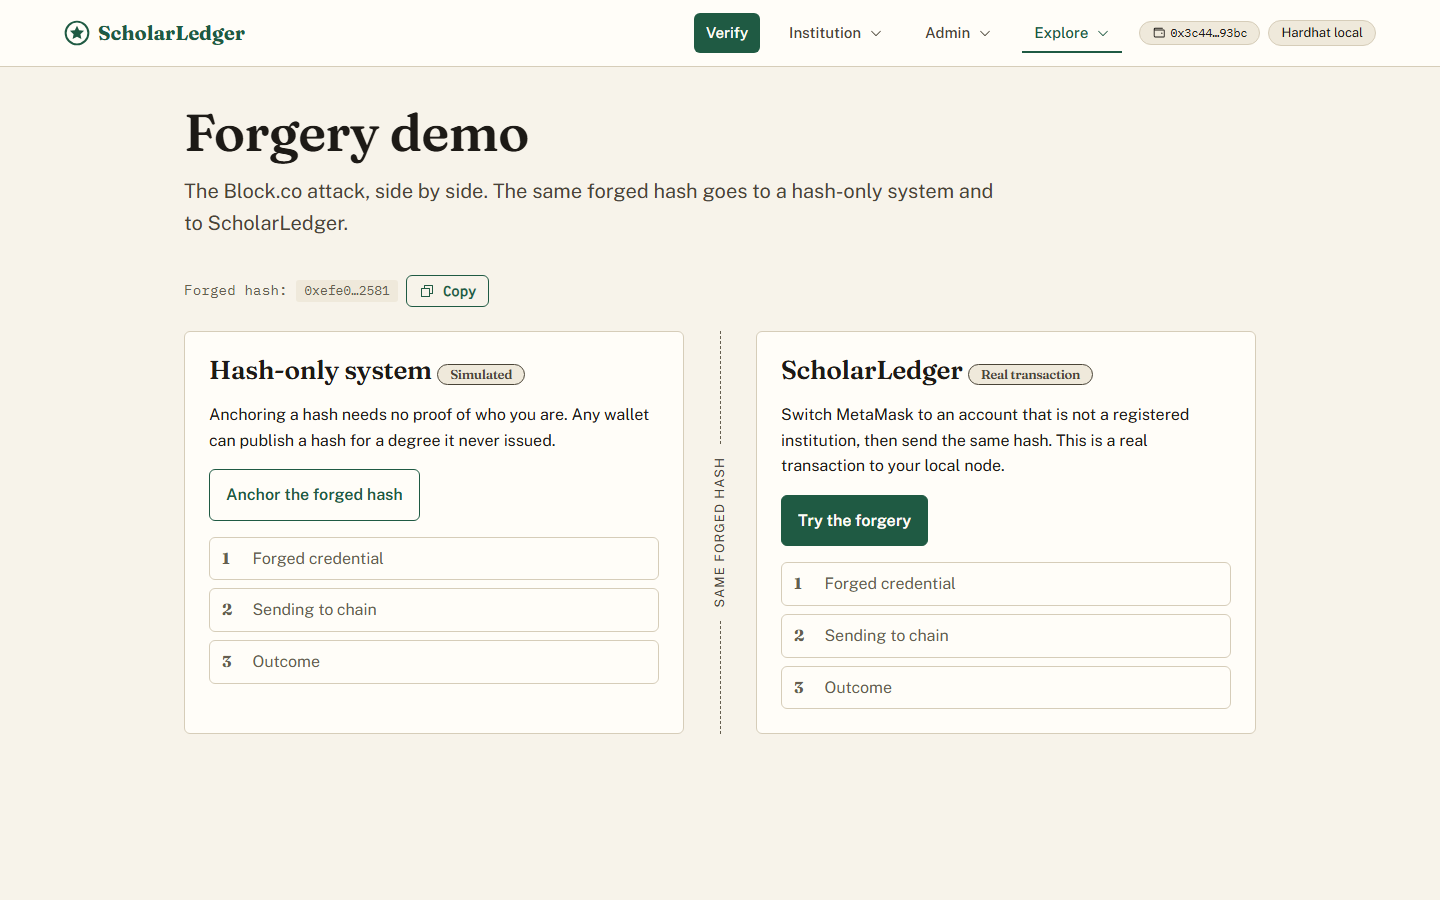 ScholarLedger
Verify
Institution
Admin
Explore
0x3c44…93bc
Hardhat local
Forgery demo
The Block.co attack, side by side. The same forged hash goes to a hash-only system and
to ScholarLedger.
Forged hash: 0xefe0…2581
Copy
Hash-only system
Simulated
Anchoring a hash needs no proof of who you are. Any wallet
can publish a hash for a degree it never issued.
Anchor the forged hash
1 Forged credential
2 Sending to chain
3 Outcome
SAME FORGED HASH
ScholarLedger
Real transaction
Switch MetaMask to an account that is not a registered
institution, then send the same hash. This is a real
transaction to your local node.
Try the forgery
1 Forged credential
2 Sending to chain
3 Outcome